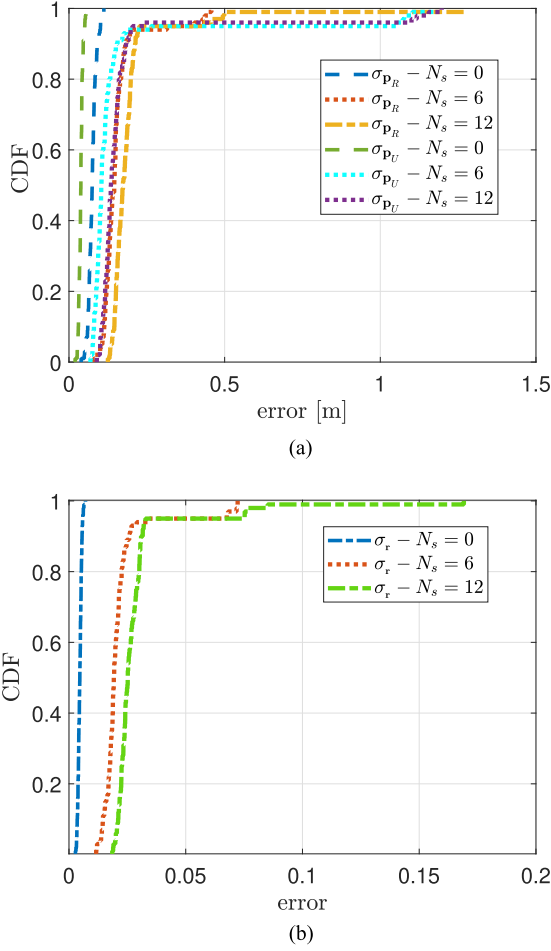 1
0.8
0.6
0.4
0.2
0
CDF
σ_{p_R} − N_s = 0
σ_{p_R} − N_s = 6
σ_{p_R} − N_s = 12
σ_{p_U} − N_s = 0
σ_{p_U} − N_s = 6
σ_{p_U} − N_s = 12
0 0.5 1 1.5
error [m]
(a)
1
0.8
0.6
0.4
0.2
CDF
σ_r − N_s = 0
σ_r − N_s = 6
σ_r − N_s = 12
0 0.05 0.1 0.15 0.2
error
(b)